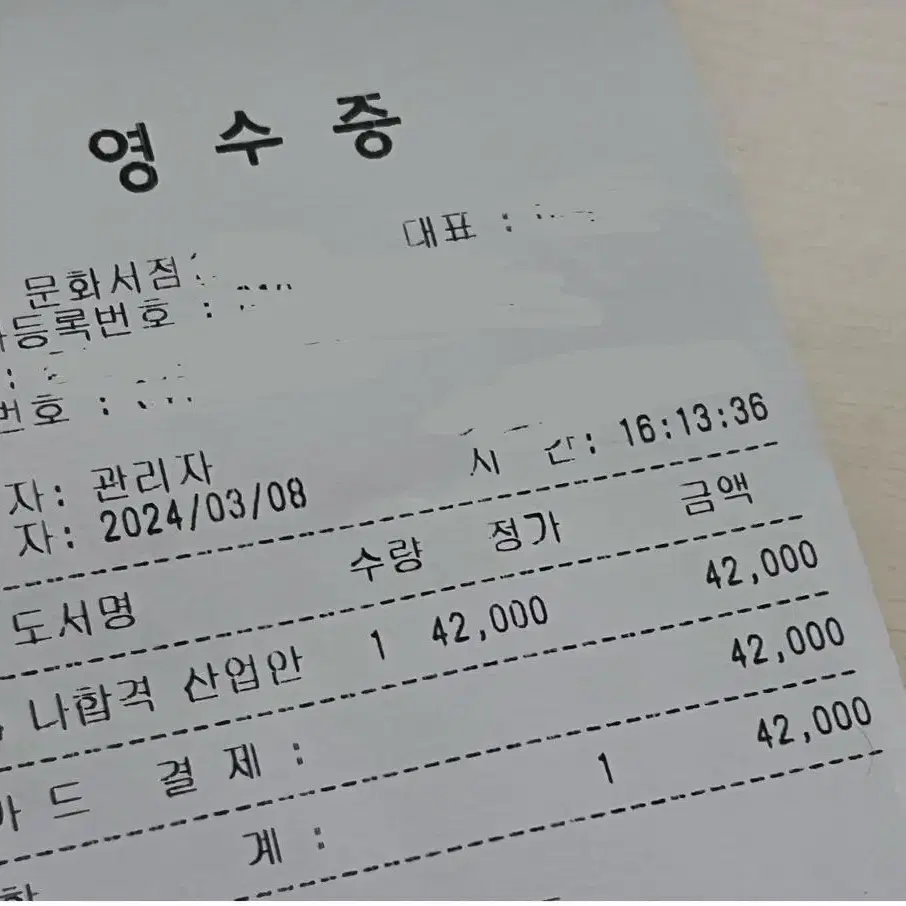 영 수 증
대표 :
문화서점:
등록번호 :
:
번호 :
자: 관리자
자: 2024/03/08 시 간: 16:13:36
도서명 수량 정가 금액
나합격 산업안 1 42,000 42,000
드 결 제 : 42,000
계 : 1 42,000